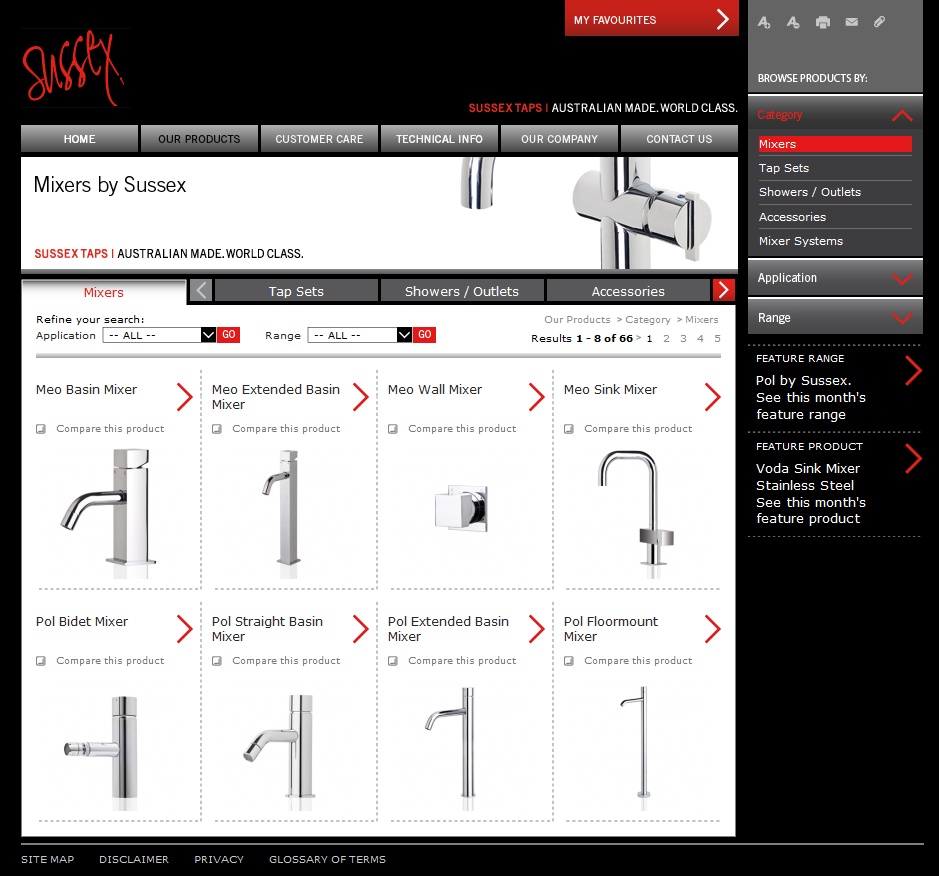 MY FAVOURITES
Sussex
SUSSEX TAPS | AUSTRALIAN MADE. WORLD CLASS.
HOME
OUR PRODUCTS
CUSTOMER CARE
TECHNICAL INFO
OUR COMPANY
CONTACT US
Mixers by Sussex
SUSSEX TAPS | AUSTRALIAN MADE. WORLD CLASS.
Mixers
Tap Sets
Showers / Outlets
Accessories
Refine your search:
Application -- ALL -- GO Range -- ALL -- GO
Our Products > Category > Mixers
Results 1 - 8 of 66 > 1 2 3 4 5
Meo Basin Mixer
Compare this product
Meo Extended Basin
Mixer
Compare this product
Meo Wall Mixer
Compare this product
Meo Sink Mixer
Compare this product
Pol Bidet Mixer
Compare this product
Pol Straight Basin
Mixer
Compare this product
Pol Extended Basin
Mixer
Compare this product
Pol Floormount
Mixer
Compare this product
A A
BROWSE PRODUCTS BY:
Category
Mixers
Tap Sets
Showers / Outlets
Accessories
Mixer Systems
Application
Range
FEATURE RANGE
Pol by Sussex.
See this month's
feature range
FEATURE PRODUCT
Voda Sink Mixer
Stainless Steel
See this month's
feature product
SITE MAP
DISCLAIMER
PRIVACY
GLOSSARY OF TERMS